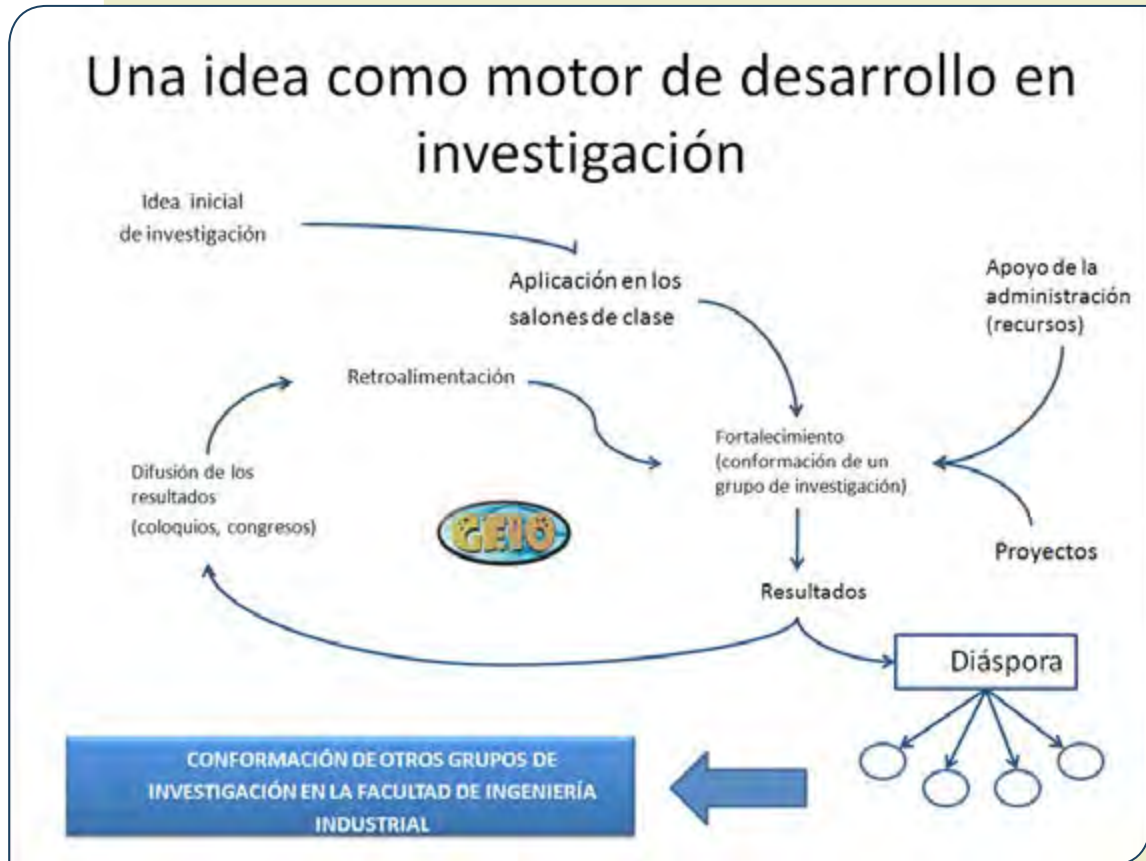 Una idea como motor de desarrollo en
investigación
Idea inicial
de investigación
Aplicación en los
salones de clase
Apoyo de la
administración
(recursos)
Retroalimentación
Fortalecimiento
(conformación de un
grupo de investigación)
Difusión de los
resultados
(coloquios, congresos)
GEIO
Proyectos
Resultados
Diáspora
CONFORMACIÓN DE OTROS GRUPOS DE
INVESTIGACIÓN EN LA FACULTAD DE INGENIERÍA
INDUSTRIAL